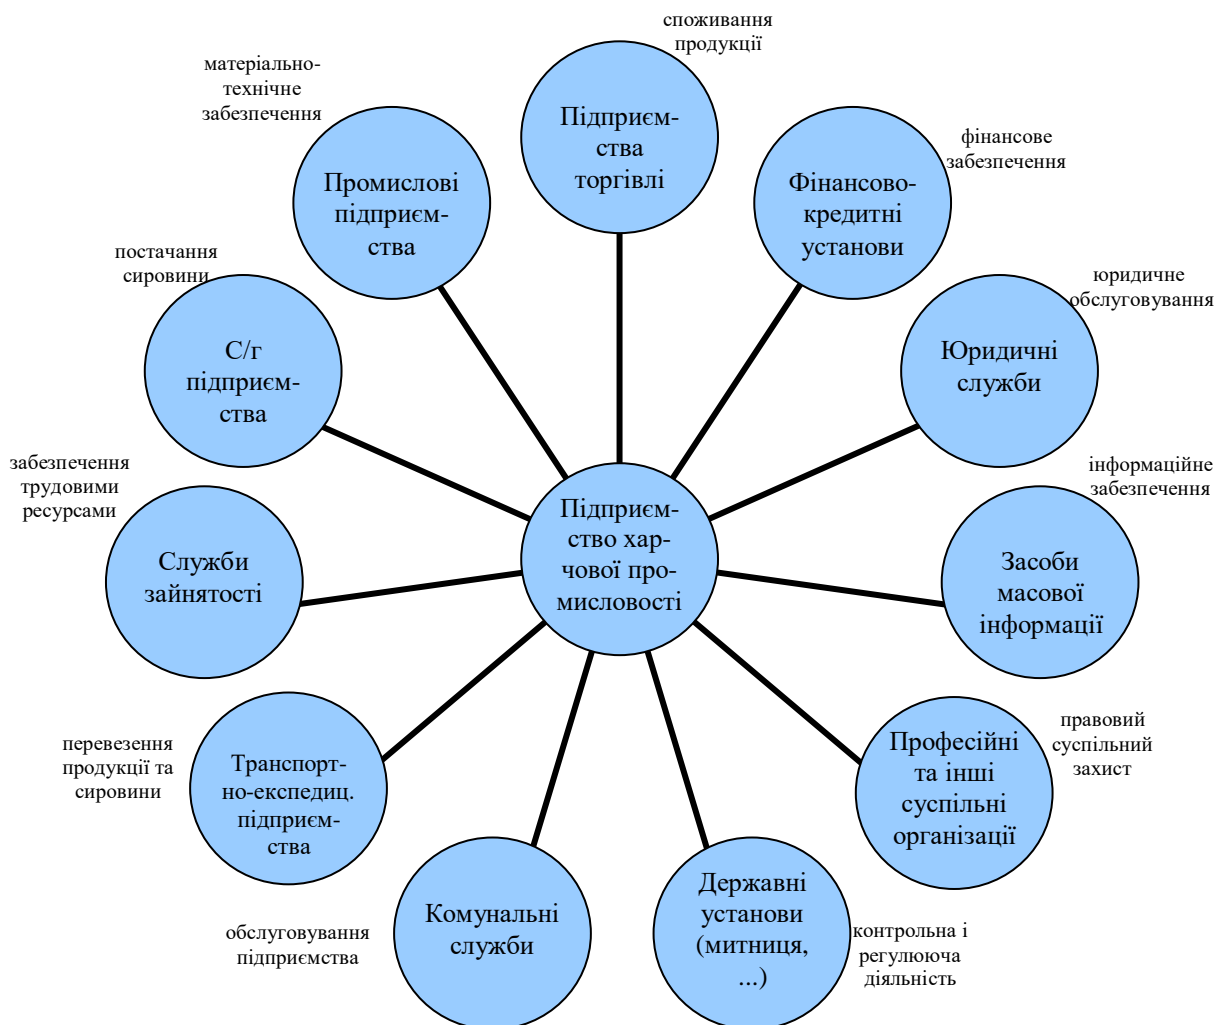 споживання
продукції
Підприєм-
ства
торгівлі
матеріально-
технічне
забезпечення
Промислові
підприєм-
ства
фінансове
забезпечення
Фінансово-
кредитні
установи
постачання
сировини
С/г
підприєм-
ства
юридичне
обслуговування
Юридичні
служби
забезпечення
трудовими
ресурсами
Служби
зайнятості
Підприєм-
ство хар-
чової про-
мисловості
інформаційне
забезпечення
Засоби
масової
інформації
перевезення
продукції та
сировини
Транспорт-
но-експедиц.
підприєм-
ства
правовий
суспільний
захист
Професійні
та інші
суспільні
організації
обслуговування
підприємства
Комунальні
служби
Державні
установи
(митниця,
...)
контрольна і
регулююча
діяльність